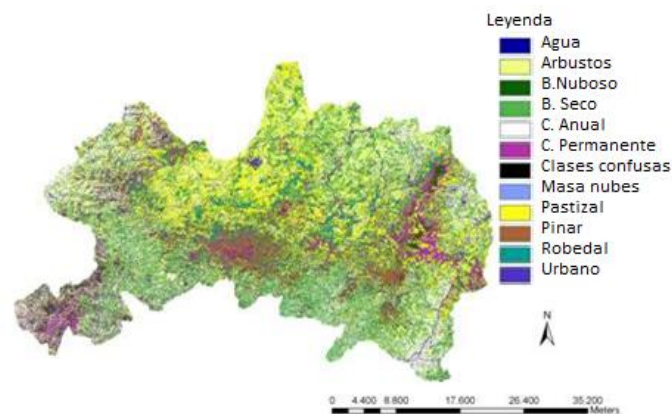 Leyenda
Agua
Arbustos
B.Nuboso
B. Seco
C. Anual
C. Permanente
Clases confusas
Masa nubes
Pastizal
Pinar
Robedal
Urbano
N
0 4.400 8.800 17.600 26.400 35.200
Meters